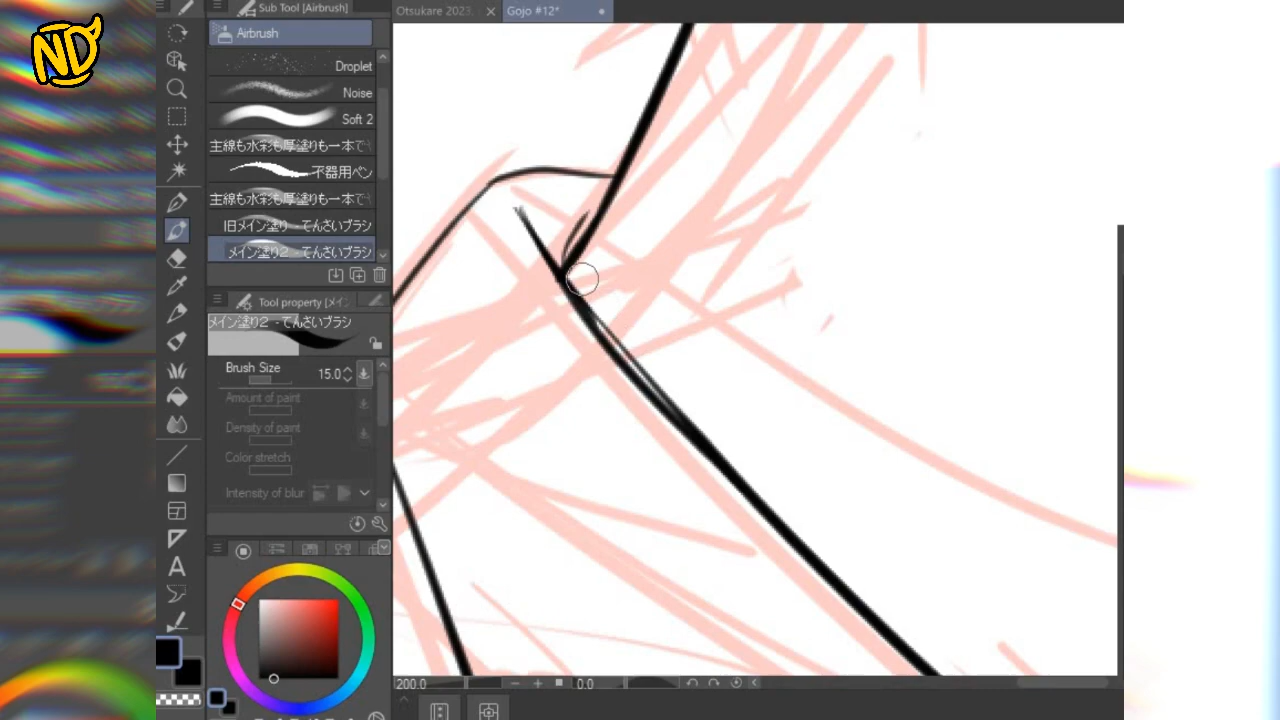 ND
Sub Tool [Airbrush]
Otsukare 2023.
Gojo #12*
Airbrush
Droplet
Noise
Soft 2
主線も水彩も厚塗りも一本で
不器用ペン
主線も水彩も厚塗りも一本で
旧メイン塗り - てんさいブラシ
メイン塗り2 - てんさいブラシ
Tool property [メイン
メイン塗り2 - てんさいブラシ
Brush Size 15.0
Amount of paint
Density of paint
Color stretch
Intensity of blur
200.0
0.0